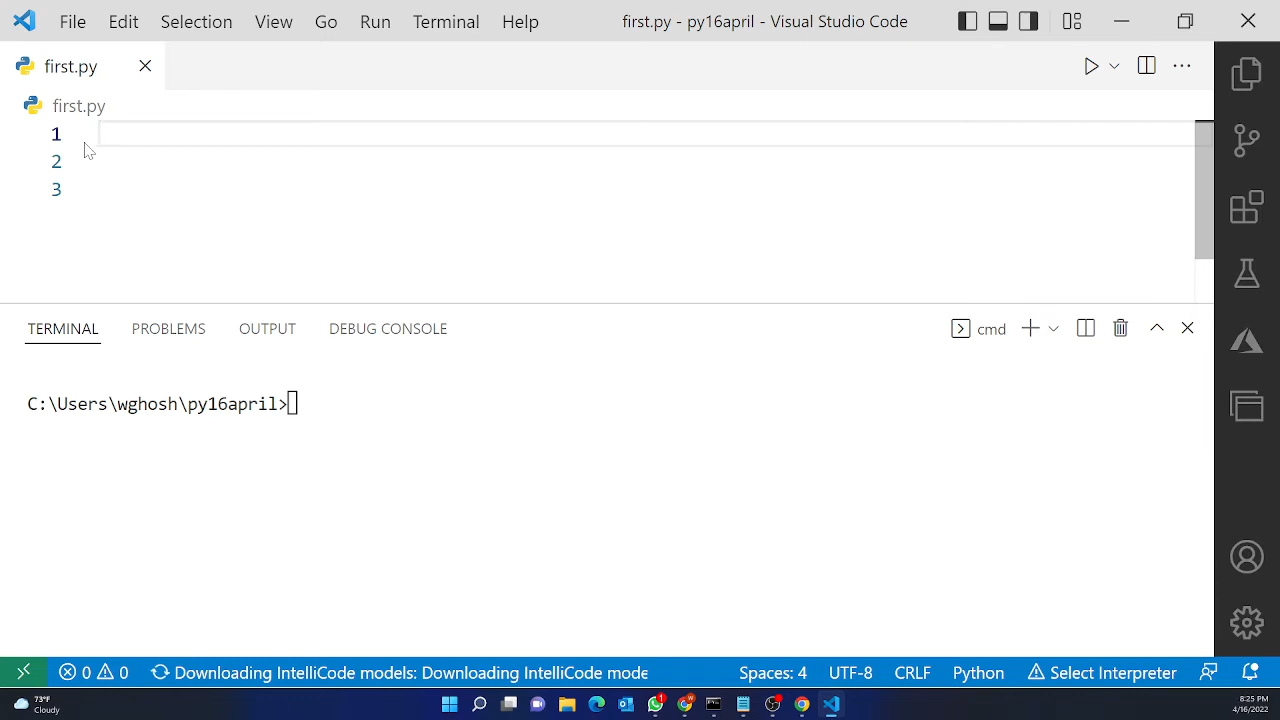 File Edit Selection View Go Run Terminal Help first.py - py16april - Visual Studio Code
first.py
first.py
1
2
3
TERMINAL PROBLEMS OUTPUT DEBUG CONSOLE cmd
C:\Users\wghosh\py16april>
0 0 Downloading IntelliCode models: Downloading IntelliCode mode Spaces: 4 UTF-8 CRLF Python Select Interpreter
73°F
Cloudy
1
W
8:25 PM
4/16/2022